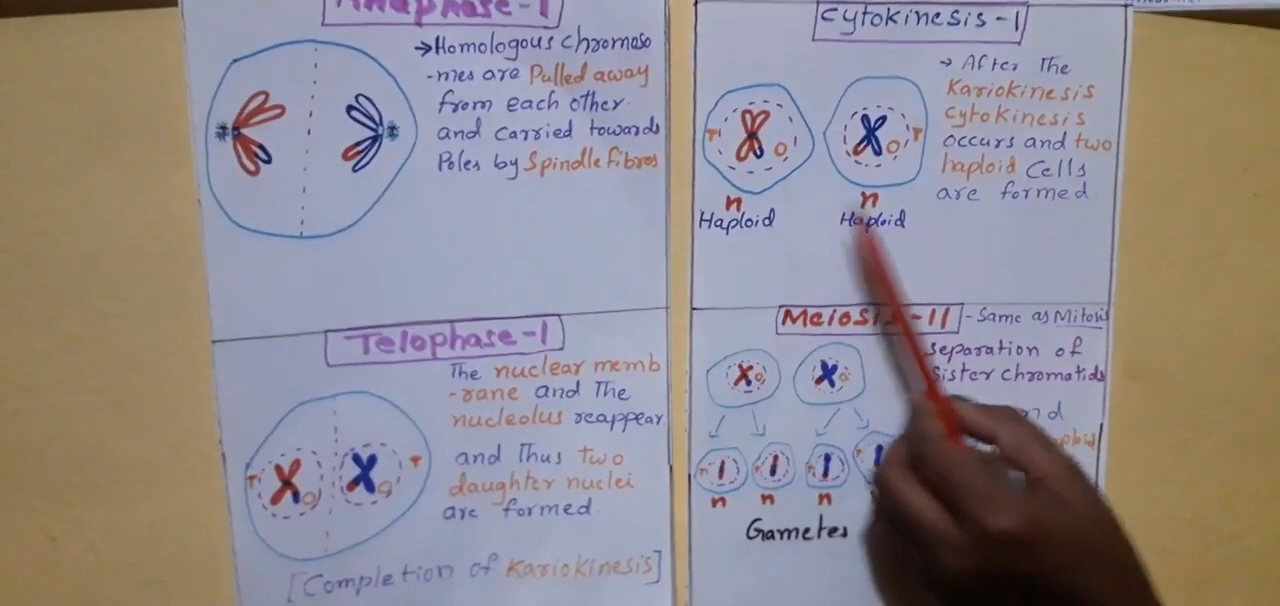 Anaphase-I
→Homologous chromoso
-mes are Pulled away
from each other.
and carried towards
Poles by Spindle fibres
Telophase-I
The nuclear memb
-rane and The
nucleolus reappear
and Thus two
daughter nuclei
are formed.
[Completion of Kariokinesis]
Cytokinesis-I
→ After The
Kariokinesis
cytokinesis
occurs and two
haploid cells
are formed
n
Haploid
n
Haploid
Meiosis-II - Same as Mitosis
separation of
Sister chromatids
n n n
Gametes